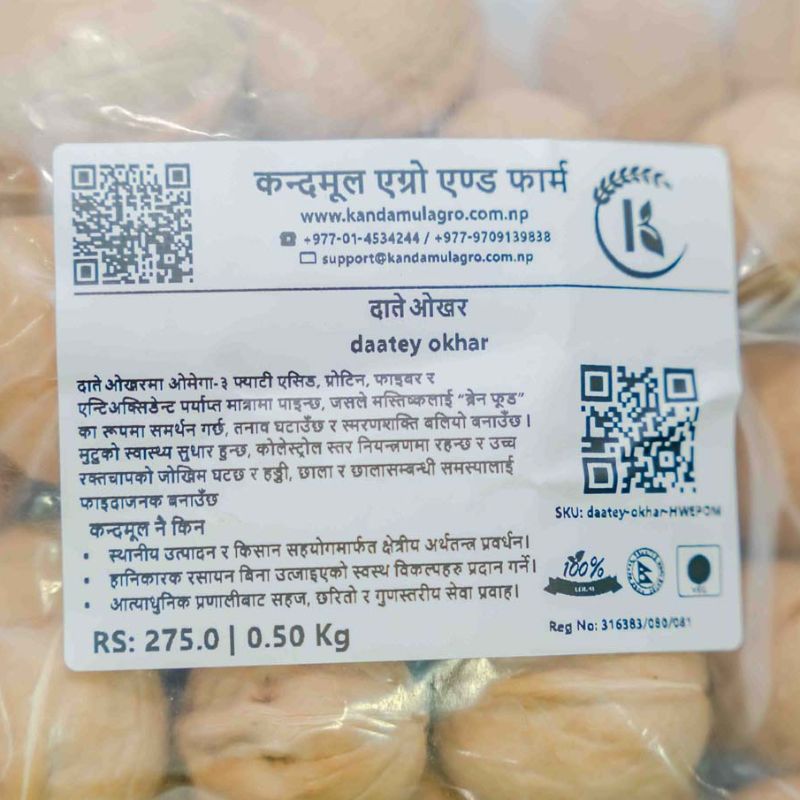 कन्दमूल एग्रो एण्ड फार्म
www.kandamulagro.com.np
+977-01-4534244 / +977-9709139838
support@kandamulagro.com.np
दाते ओखर
daatey okhar
दाते ओखरमा ओमेगा-३ फ्याटी एसिड, प्रोटिन, फाइबर र
एन्टिअक्सिडेन्ट पर्याप्त मात्रामा पाइन्छ, जसले मस्तिष्कलाई "ब्रेन फूड"
का रूपमा समर्थन गर्छ, तनाव घटाउँछ र स्मरणशक्ति बलियो बनाउँछ ।
मुटुको स्वास्थ्य सुधार हुन्छ, कोलेस्ट्रोल स्तर नियन्त्रणमा रहन्छ र उच्च
रक्तचापको जोखिम घटछ र हड्डी, छाला र छालासम्बन्धी समस्यालाई
फाइदाजनक बनाउँछ
कन्दमूल नै किन
• स्थानीय उत्पादन र किसान सहयोगमार्फत क्षेत्रीय अर्थतन्त्र प्रवर्धन।
• हानिकारक रसायन बिना उत्जाइएको स्वस्थ विकल्पहरु प्रदान गर्ने।
• आत्याधुनिक प्रणालीबाट सहज, छरितो र गुणस्तरीय सेवा प्रवाह।
RS: 275.0 | 0.50 Kg
SKU: daatey-okhar-HWEPOM
100%
VEG
Reg No: 316383/080/081